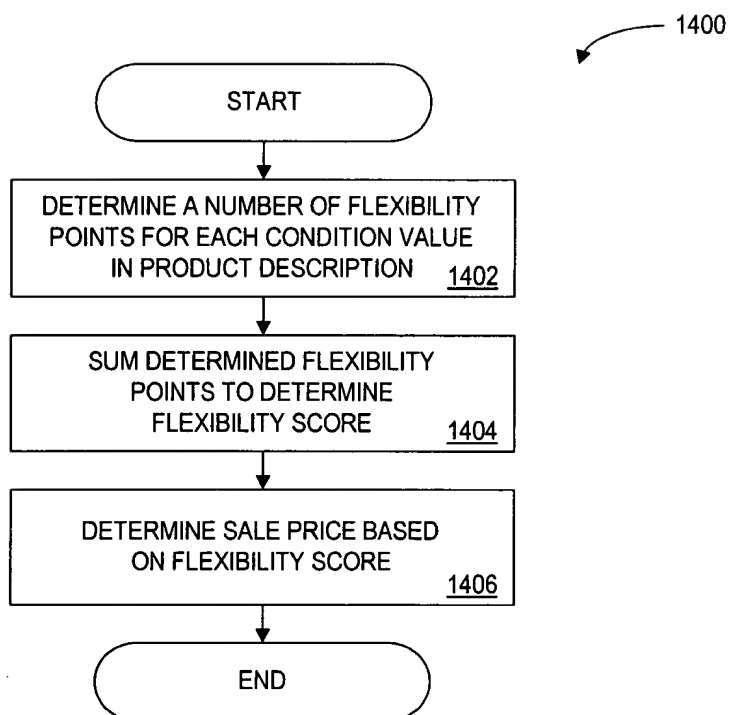 1400
START
DETERMINE A NUMBER OF FLEXIBILITY
POINTS FOR EACH CONDITION VALUE
IN PRODUCT DESCRIPTION
1402
SUM DETERMINED FLEXIBILITY
POINTS TO DETERMINE
FLEXIBILITY SCORE
1404
DETERMINE SALE PRICE BASED
ON FLEXIBILITY SCORE
1406
END